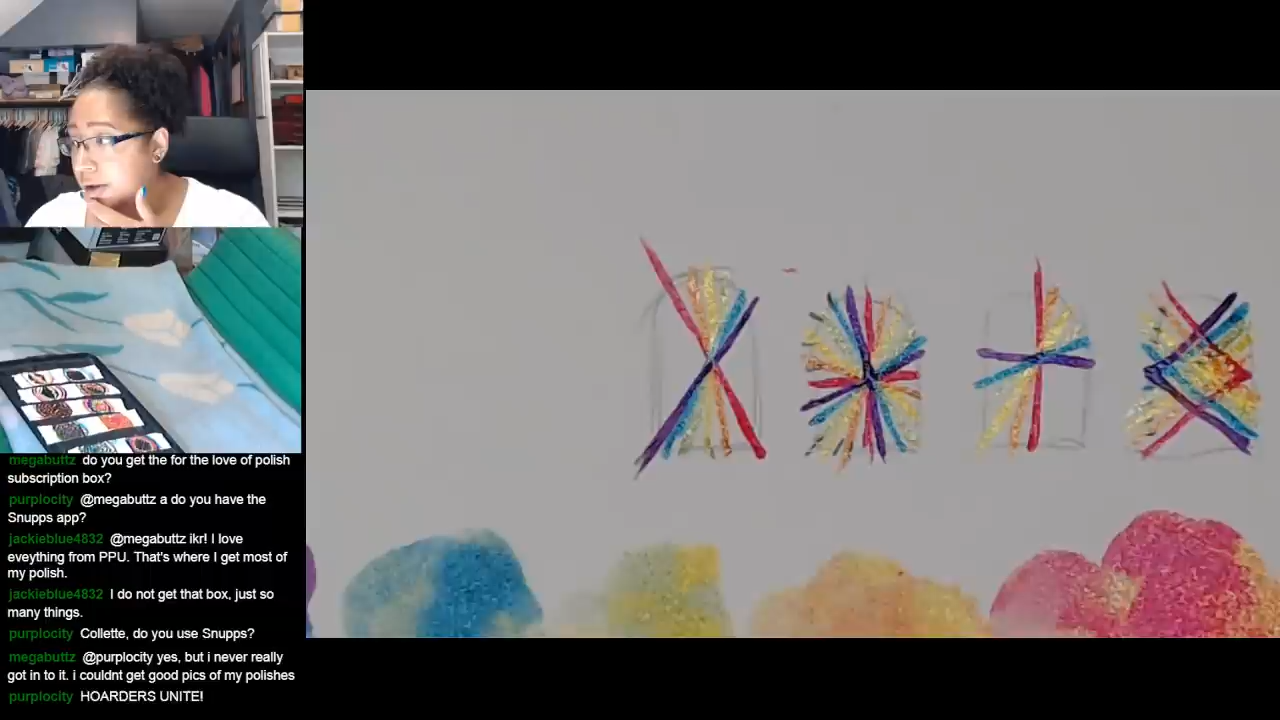 megabuttz do you get the for the love of polish
subscription box?
purplocity @megabuttz a do you have the
Snupps app?
jackieblue4832 @megabuttz ikr! I love
eveything from PPU. That's where I get most of
my polish.
jackieblue4832 I do not get that box, just so
many things.
purplocity Collette, do you use Snupps?
megabuttz @purplocity yes, but i never really
got in to it. i couldnt get good pics of my polishes
purplocity HOARDERS UNITE!